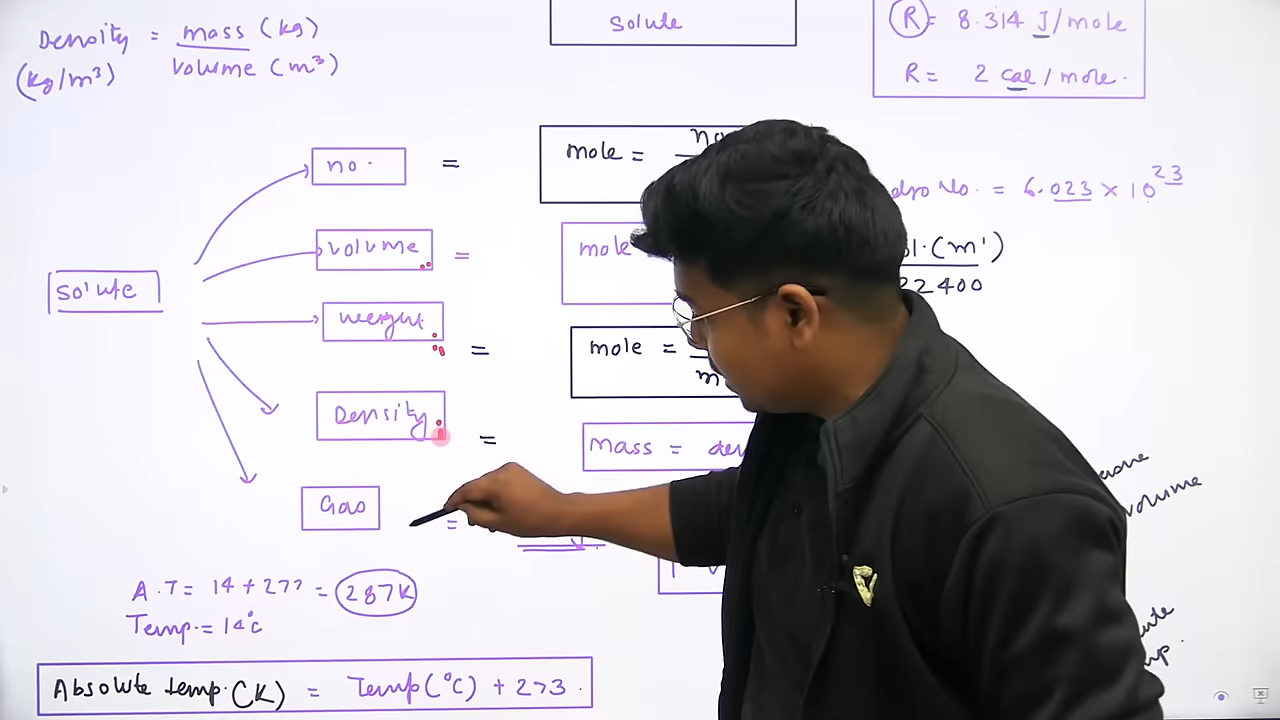 Density = mass (kg)
(kg/m³) volume (m³)
solute
R = 8.314 J/mole
R = 2 cal/mole.
no.
=
mole =
No. = 6.023 × 10²³
volume
=
mole
(ml)
22400
solute
weight
=
mole =
Density
=
Mass =
volume
Gas
=
A.T = 14 + 273 = 287K
Temp. = 14°C
Absolute temp. (K) = Temp (°C) + 273.